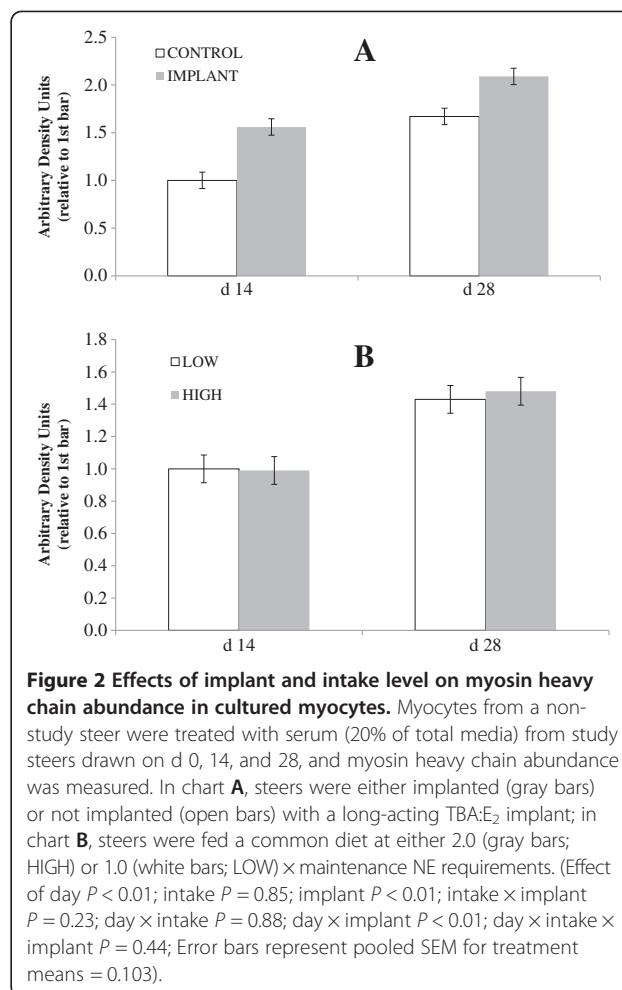 2.5
CONTROL
IMPLANT
A
2.0
1.5
1.0
0.5
0.0
Arbitrary Density Units
(relative to 1st bar)
d 14 d 28
1.8
LOW
HIGH
B
1.6
1.4
1.2
1.0
0.8
0.6
0.4
0.2
0.0
Arbitrary Density Units
(relative to 1st bar)
d 14 d 28
Figure 2 Effects of implant and intake level on myosin heavy
chain abundance in cultured myocytes. Myocytes from a non-
study steer were treated with serum (20% of total media) from study
steers drawn on d 0, 14, and 28, and myosin heavy chain abundance
was measured. In chart A, steers were either implanted (gray bars)
or not implanted (open bars) with a long-acting TBA:E₂ implant; in
chart B, steers were fed a common diet at either 2.0 (gray bars;
HIGH) or 1.0 (white bars; LOW) × maintenance NE requirements. (Effect
of day P < 0.01; intake P = 0.85; implant P < 0.01; intake × implant
P = 0.23; day × intake P = 0.88; day × implant P < 0.01; day × intake ×
implant P = 0.44; Error bars represent pooled SEM for treatment
means = 0.103).